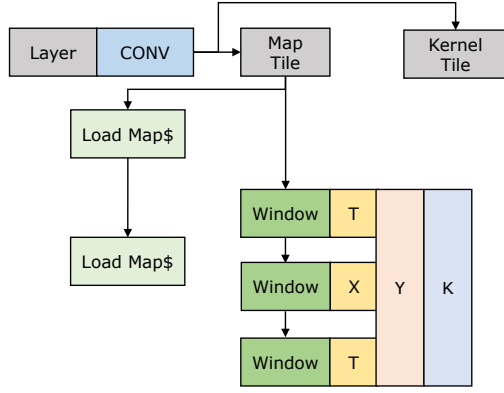 Layer CONV
Map
Tile
Kernel
Tile
Load Map$
Load Map$
Window T
Window X Y K
Window T